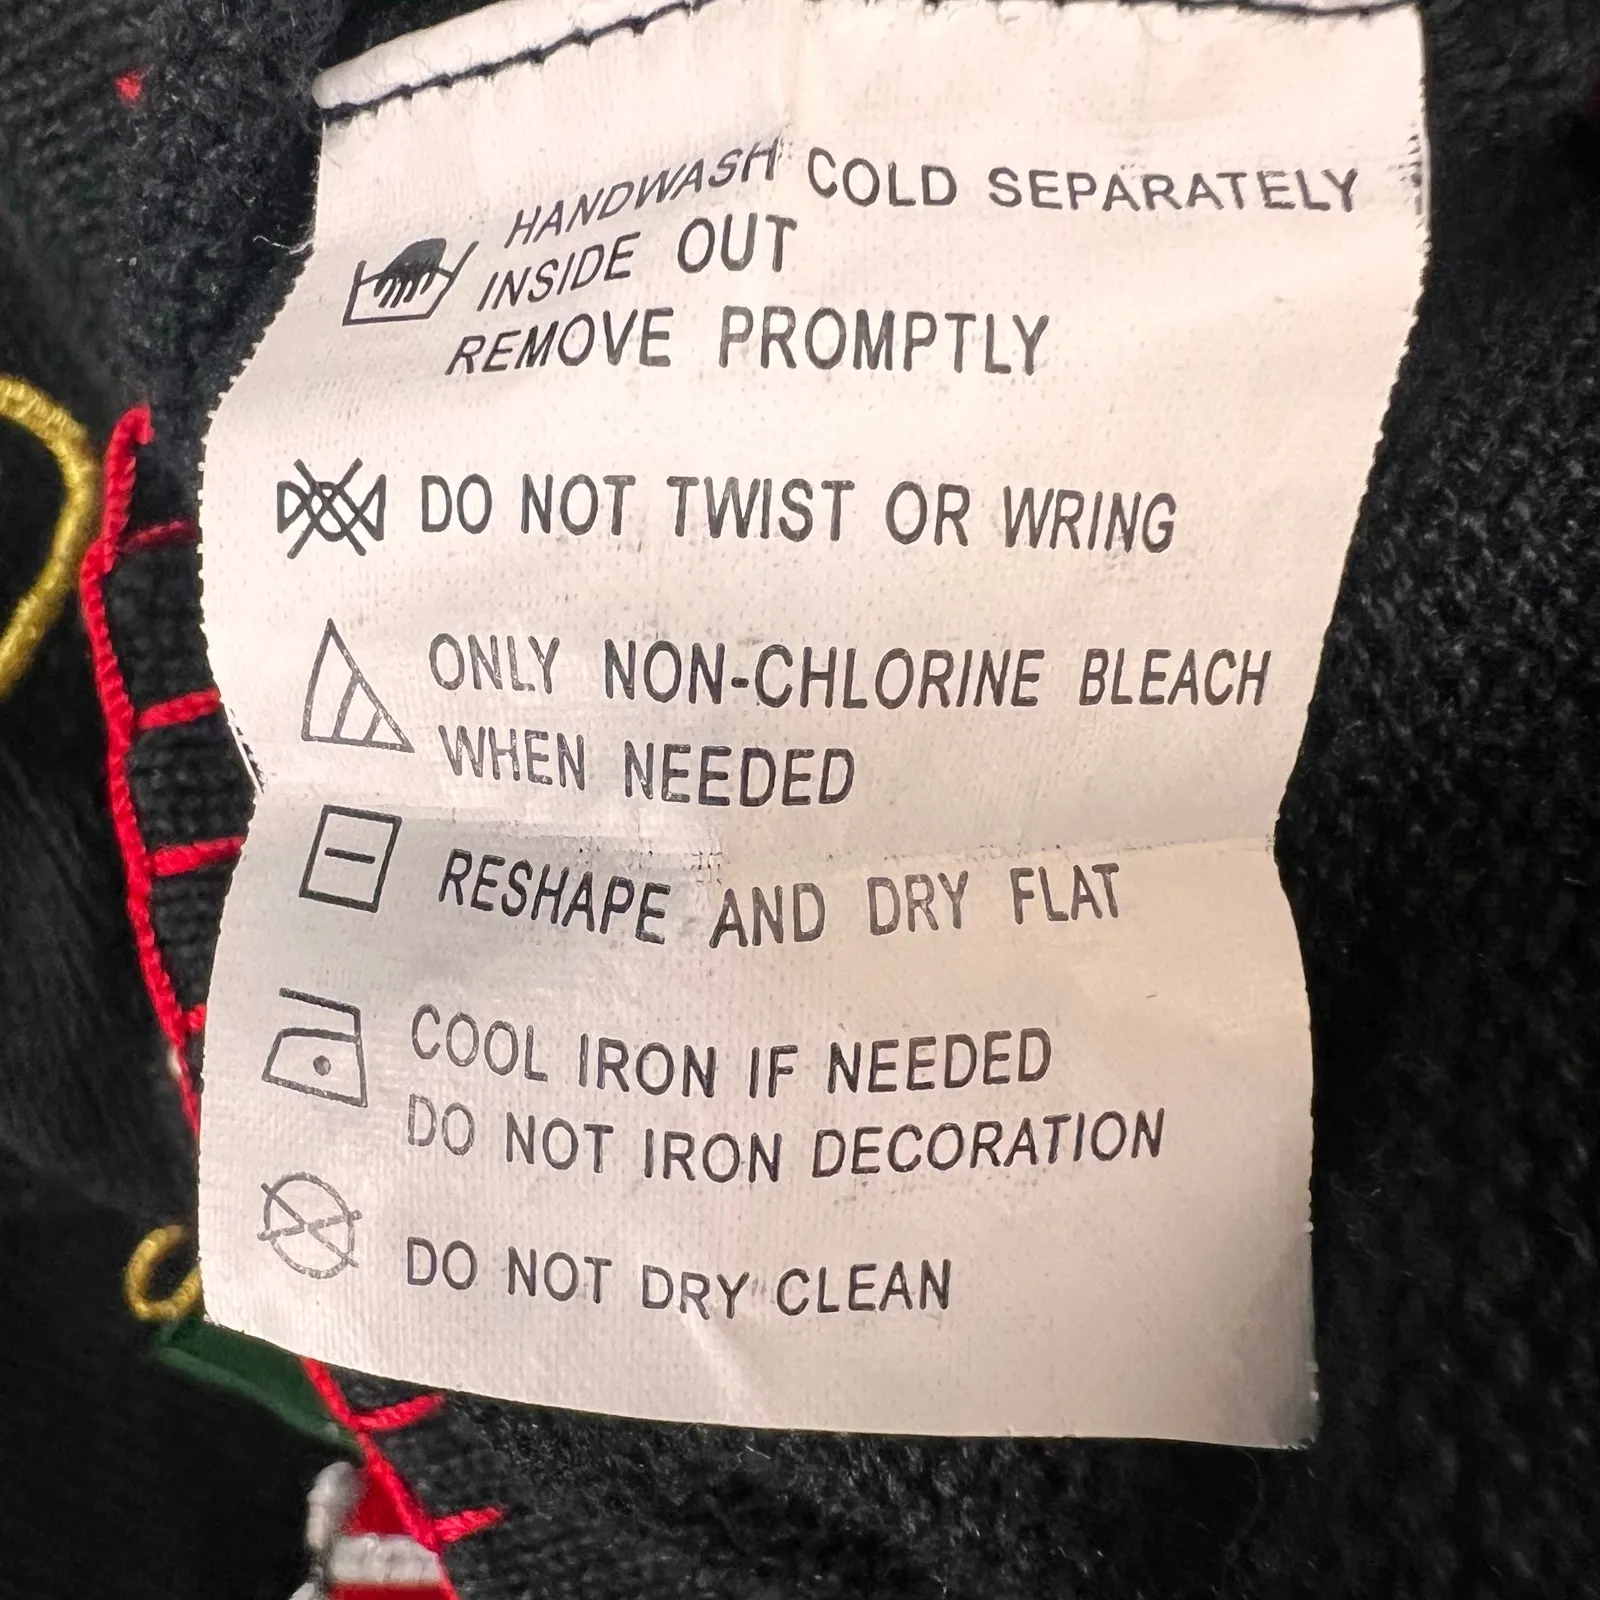 HANDWASH COLD SEPARATELY
INSIDE OUT
REMOVE PROMPTLY
DO NOT TWIST OR WRING
ONLY NON-CHLORINE BLEACH
WHEN NEEDED
RESHAPE AND DRY FLAT
COOL IRON IF NEEDED
DO NOT IRON DECORATION
DO NOT DRY CLEAN